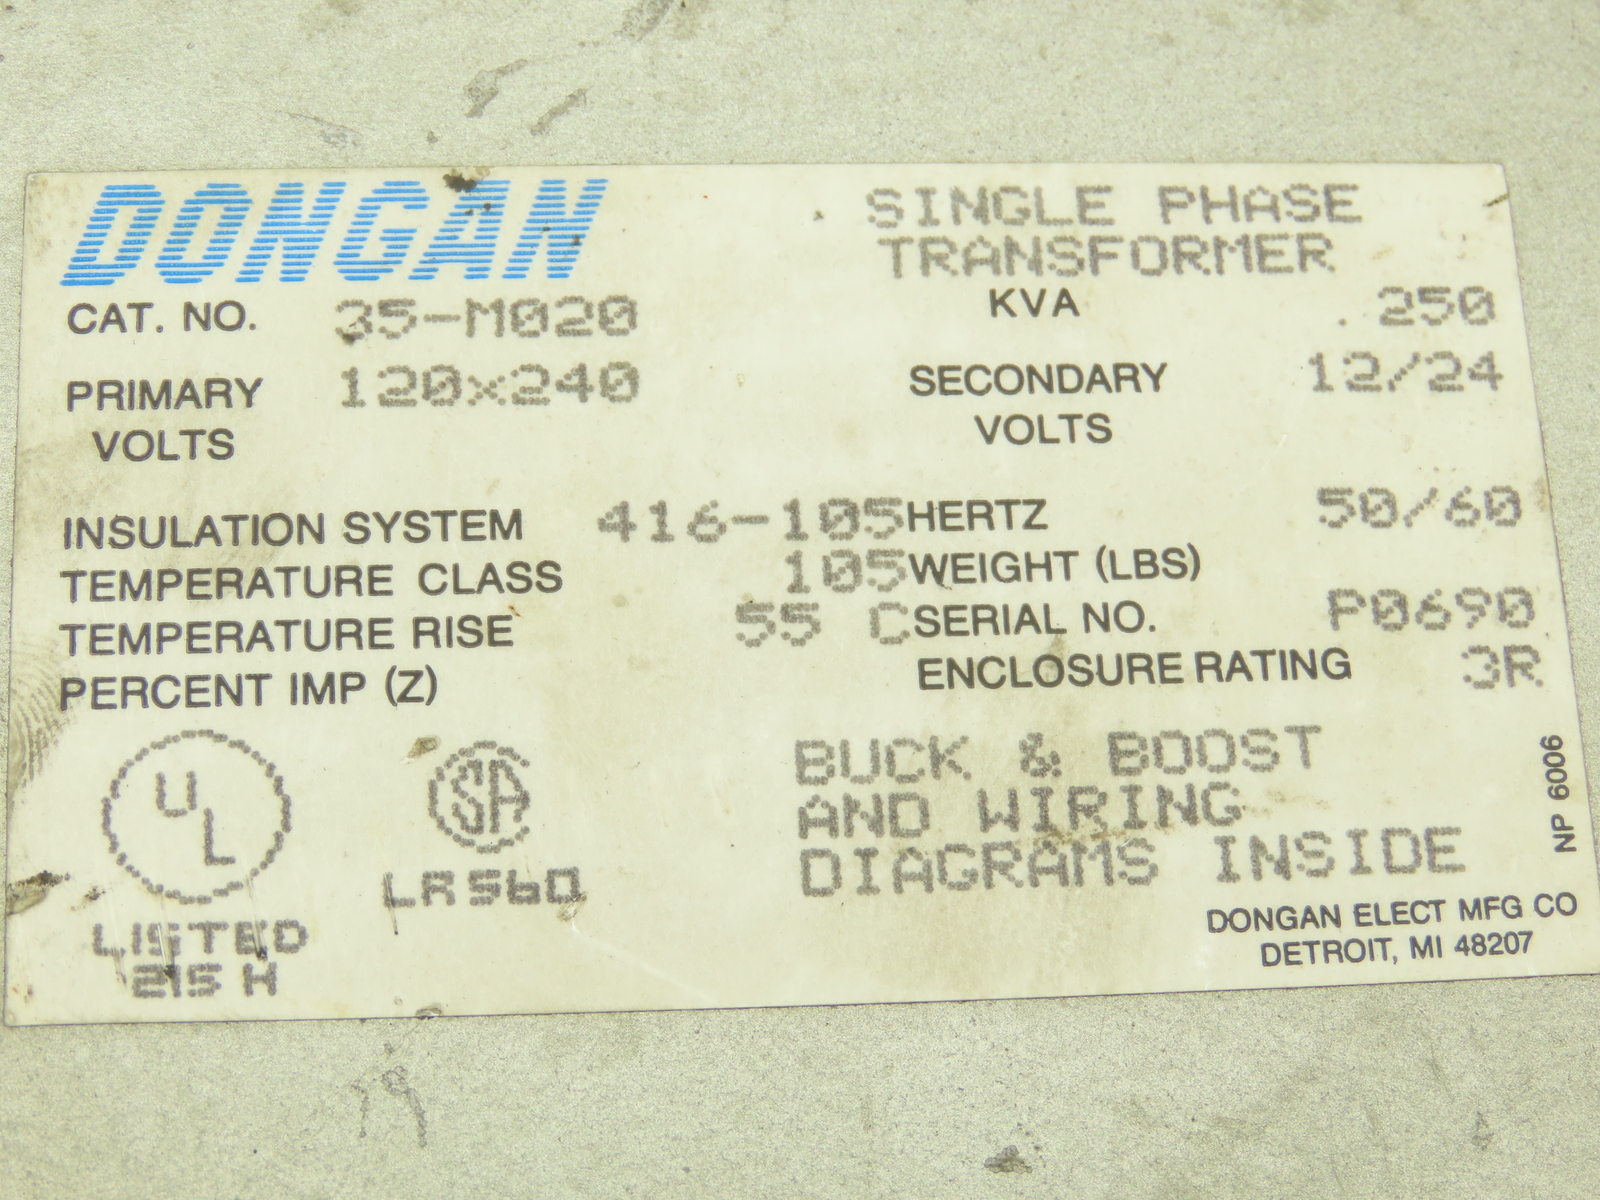 DONGAN
SINGLE PHASE
TRANSFORMER
CAT. NO. 35-M020
KVA .250
PRIMARY VOLTS 120x240
SECONDARY VOLTS 12/24
INSULATION SYSTEM 416-105
HERTZ 50/60
TEMPERATURE CLASS 105
WEIGHT (LBS)
TEMPERATURE RISE 55 C
SERIAL NO. P0690
PERCENT IMP (Z)
ENCLOSURE RATING 3R
UL
LISTED
215 H
SA
LR 560
BUCK & BOOST
AND WIRING
DIAGRAMS INSIDE
NP 6006
DONGAN ELECT MFG CO
DETROIT, MI 48207